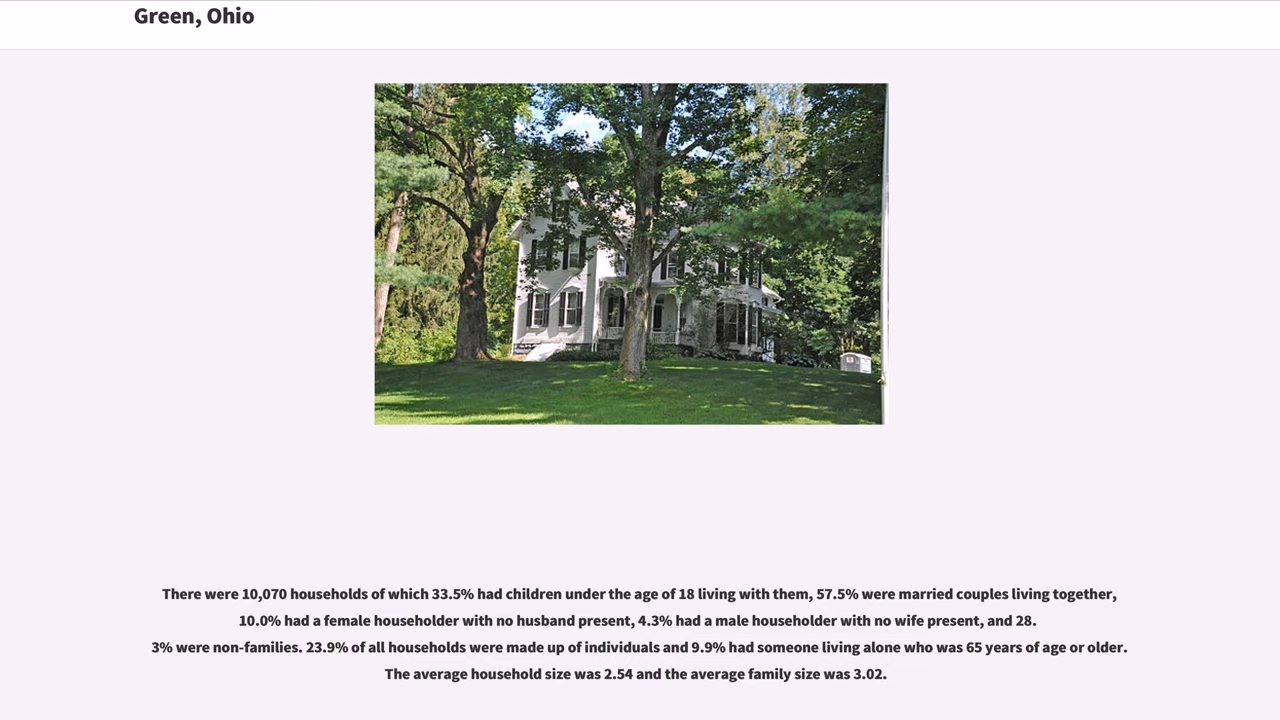 Green, Ohio
There were 10,070 households of which 33.5% had children under the age of 18 living with them, 57.5% were married couples living together,
10.0% had a female householder with no husband present, 4.3% had a male householder with no wife present, and 28.
3% were non-families. 23.9% of all households were made up of individuals and 9.9% had someone living alone who was 65 years of age or older.
The average household size was 2.54 and the average family size was 3.02.